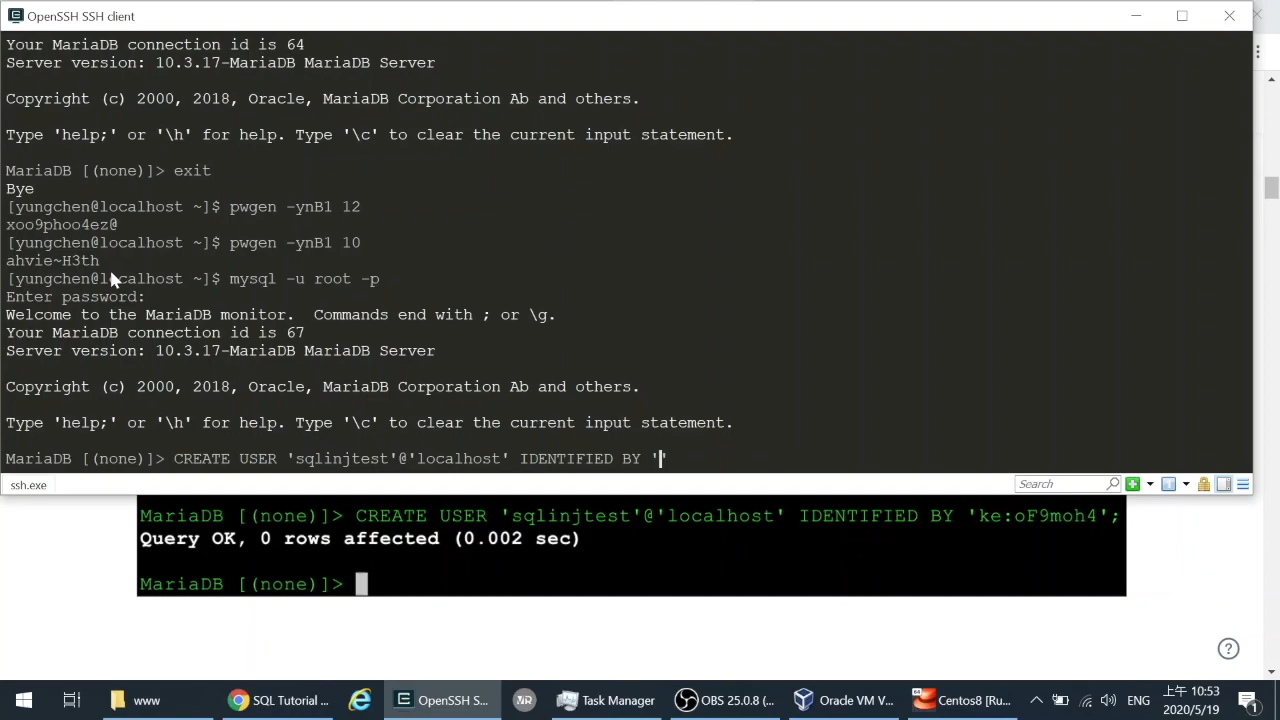 OpenSSH SSH client
Your MariaDB connection id is 64
Server version: 10.3.17-MariaDB MariaDB Server
Copyright (c) 2000, 2018, Oracle, MariaDB Corporation Ab and others.
Type 'help;' or '\h' for help. Type '\c' to clear the current input statement.
MariaDB [(none)]> exit
Bye
[yungchen@localhost ~]$ pwgen -ynB1 12
xoo9phoo4ez@
[yungchen@localhost ~]$ pwgen -ynB1 10
ahvie~H3th
[yungchen@localhost ~]$ mysql -u root -p
Enter password:
Welcome to the MariaDB monitor.  Commands end with ; or \g.
Your MariaDB connection id is 67
Server version: 10.3.17-MariaDB MariaDB Server
Copyright (c) 2000, 2018, Oracle, MariaDB Corporation Ab and others.
Type 'help;' or '\h' for help. Type '\c' to clear the current input statement.
MariaDB [(none)]> CREATE USER 'sqlinjtest'@'localhost' IDENTIFIED BY ''
ssh.exe
Search
MariaDB [(none)]> CREATE USER 'sqlinjtest'@'localhost' IDENTIFIED BY 'ke:oF9moh4';
Query OK, 0 rows affected (0.002 sec)
MariaDB [(none)]>
www
SQL Tutorial ...
OpenSSH S...
Task Manager
OBS 25.0.8 (...
Oracle VM V...
Centos8 [Ru...
ENG
上午 10:53
2020/5/19
1